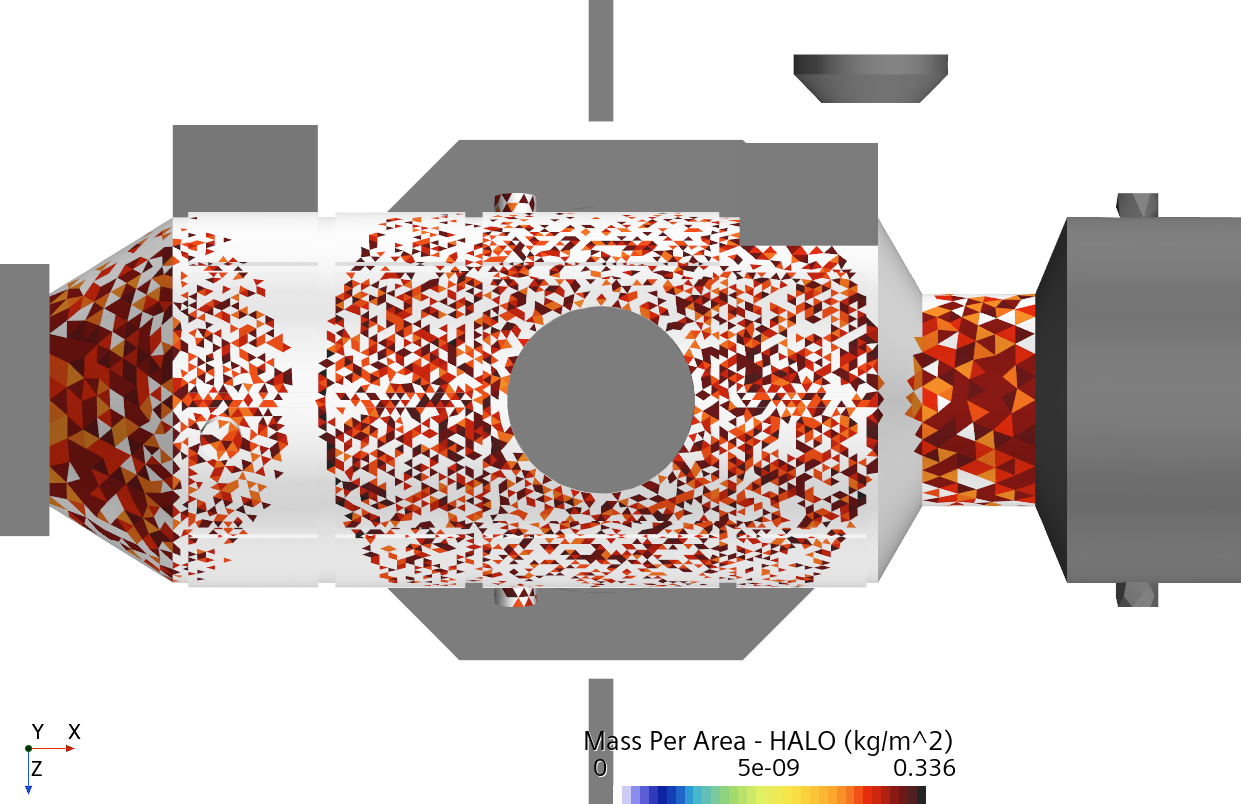 Y X
Z
Mass Per Area - HALO (kg/m^2)
0 5e-09 0.336